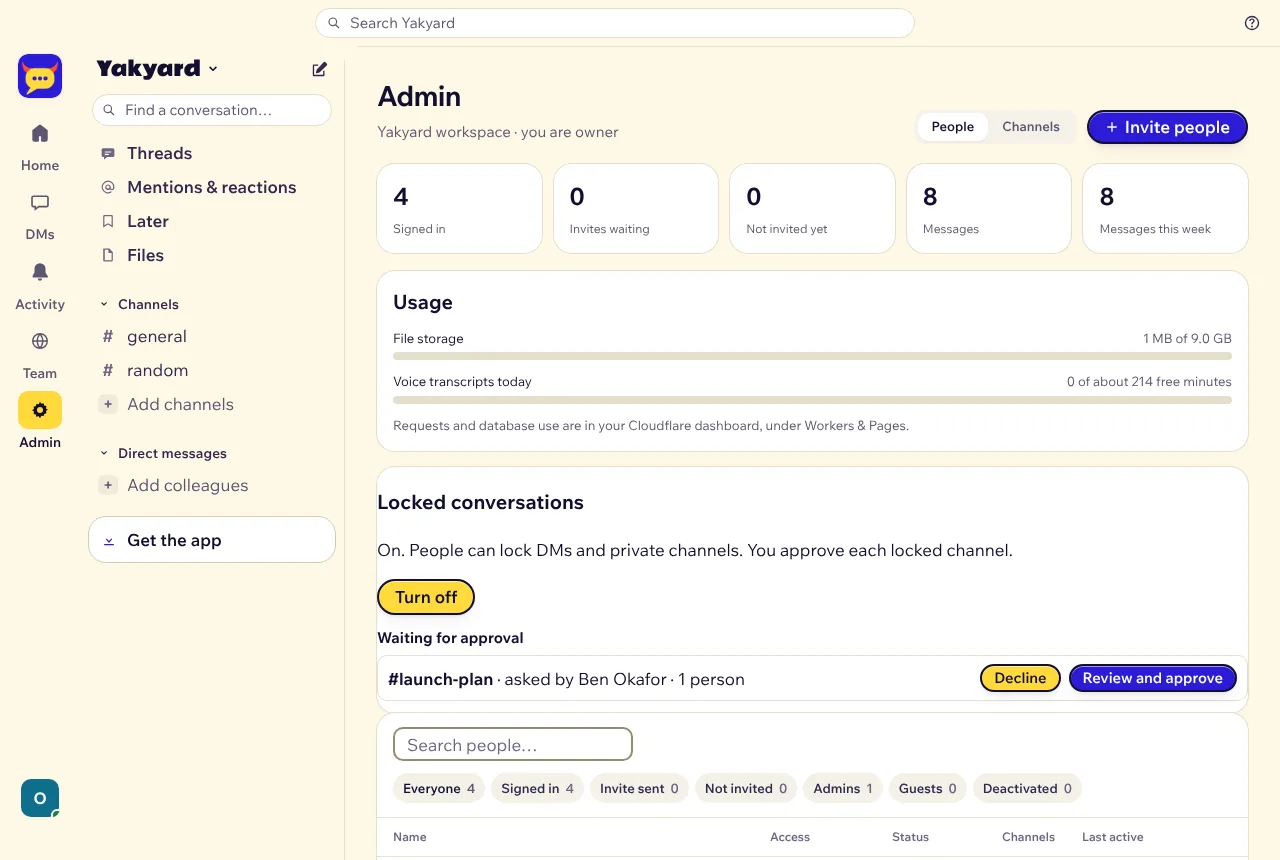 Search Yakyard
Yakyard
Find a conversation…
Threads
Mentions & reactions
Later
Files
Channels
# general
# random
+ Add channels
Direct messages
+ Add colleagues
Get the app
Home
DMs
Activity
Team
Admin
O
Admin
Yakyard workspace · you are owner
People
Channels
+ Invite people
4
Signed in
0
Invites waiting
0
Not invited yet
8
Messages
8
Messages this week
Usage
File storage
1 MB of 9.0 GB
Voice transcripts today
0 of about 214 free minutes
Requests and database use are in your Cloudflare dashboard, under Workers & Pages.
Locked conversations
On. People can lock DMs and private channels. You approve each locked channel.
Turn off
Waiting for approval
#launch-plan · asked by Ben Okafor · 1 person
Decline
Review and approve
Search people…
Everyone 4
Signed in 4
Invite sent 0
Not invited 0
Admins 1
Guests 0
Deactivated 0
Name
Access
Status
Channels
Last active